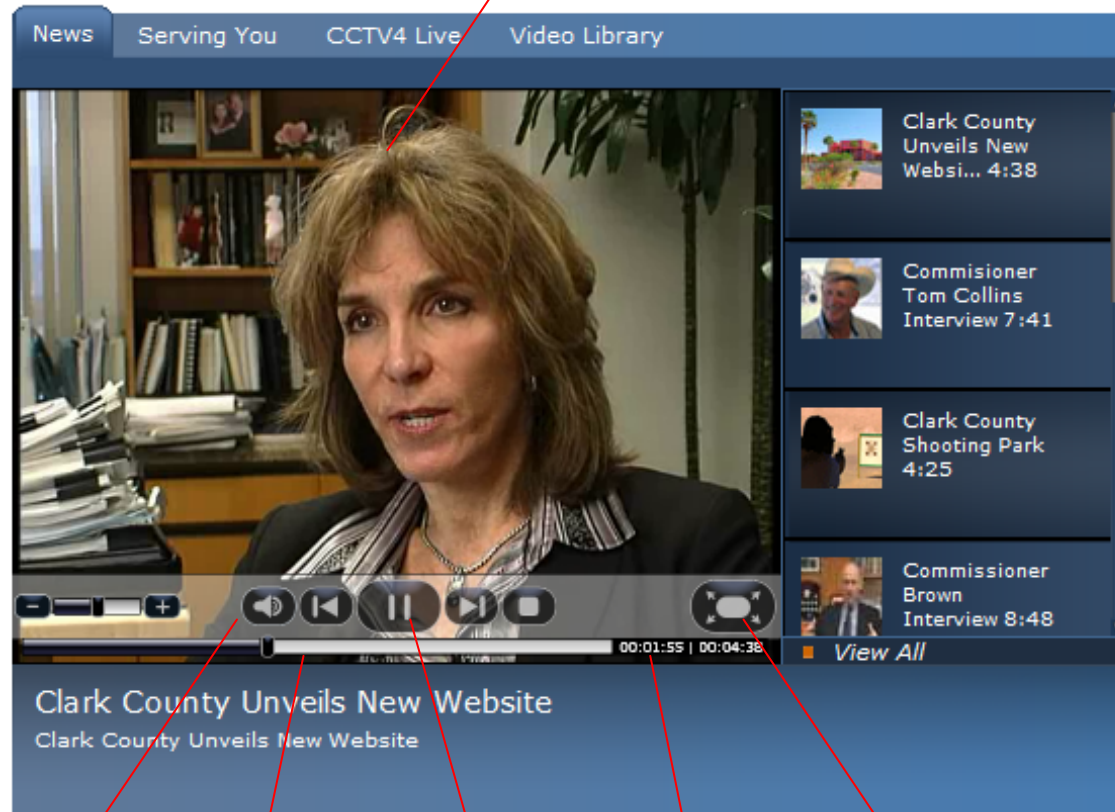 News Serving You CCTV4 Live Video Library
Clark County
Unveils New
Websi... 4:38
Commisioner
Tom Collins
Interview 7:41
Clark County
Shooting Park
4:25
Commissioner
Brown
Interview 8:48
View All
00:01:55 | 00:04:38
Clark County Unveils New Website
Clark County Unveils New Website